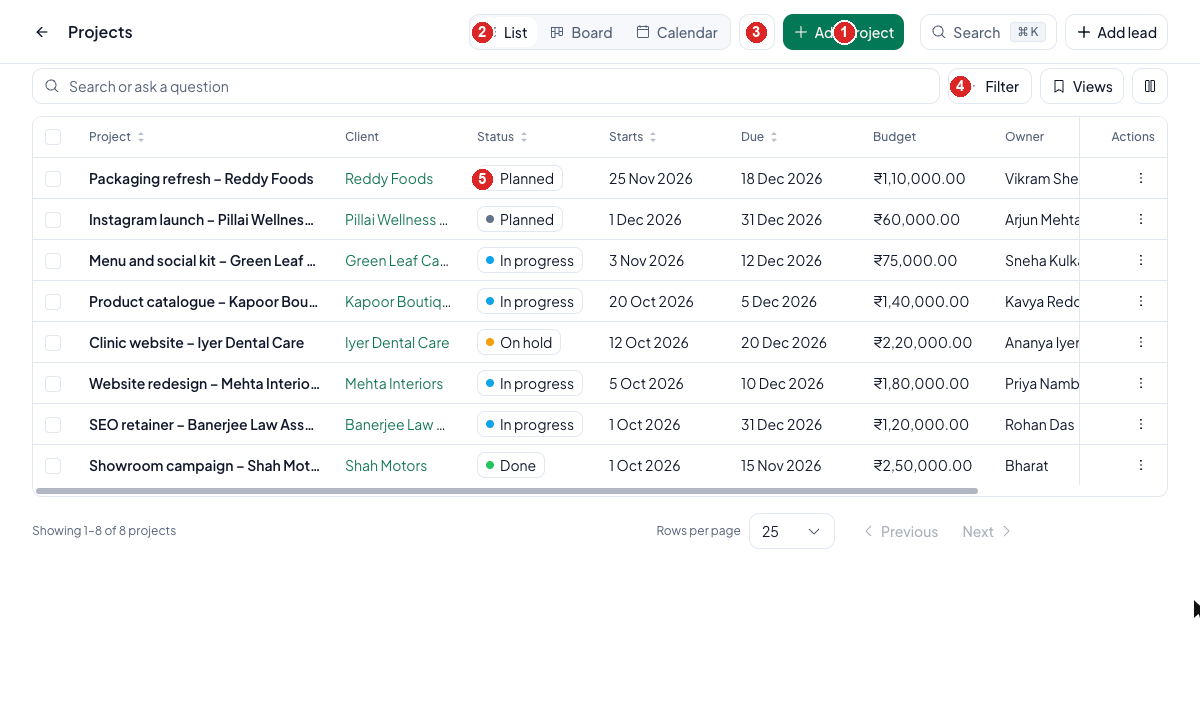 Projects
2 List Board Calendar 3 Add 1 roject Search ⌘ K Add lead
Search or ask a question 4 Filter Views
Project Client Status Starts Due Budget Owner Actions
Packaging refresh – Reddy Foods Reddy Foods 5 Planned 25 Nov 2026 18 Dec 2026 ₹1,10,000.00 Vikram She
Instagram launch – Pillai Wellnes… Pillai Wellness … Planned 1 Dec 2026 31 Dec 2026 ₹60,000.00 Arjun Mehta
Menu and social kit – Green Leaf … Green Leaf Ca… In progress 3 Nov 2026 12 Dec 2026 ₹75,000.00 Sneha Kulka
Product catalogue – Kapoor Bou… Kapoor Boutiq… In progress 20 Oct 2026 5 Dec 2026 ₹1,40,000.00 Kavya Redd
Clinic website – Iyer Dental Care Iyer Dental Care On hold 12 Oct 2026 20 Dec 2026 ₹2,20,000.00 Ananya Iyer
Website redesign – Mehta Interio… Mehta Interiors In progress 5 Oct 2026 10 Dec 2026 ₹1,80,000.00 Priya Namb
SEO retainer – Banerjee Law Ass… Banerjee Law … In progress 1 Oct 2026 31 Dec 2026 ₹1,20,000.00 Rohan Das
Showroom campaign – Shah Mot… Shah Motors Done 1 Oct 2026 15 Nov 2026 ₹2,50,000.00 Bharat
Showing 1–8 of 8 projects Rows per page 25 Previous Next